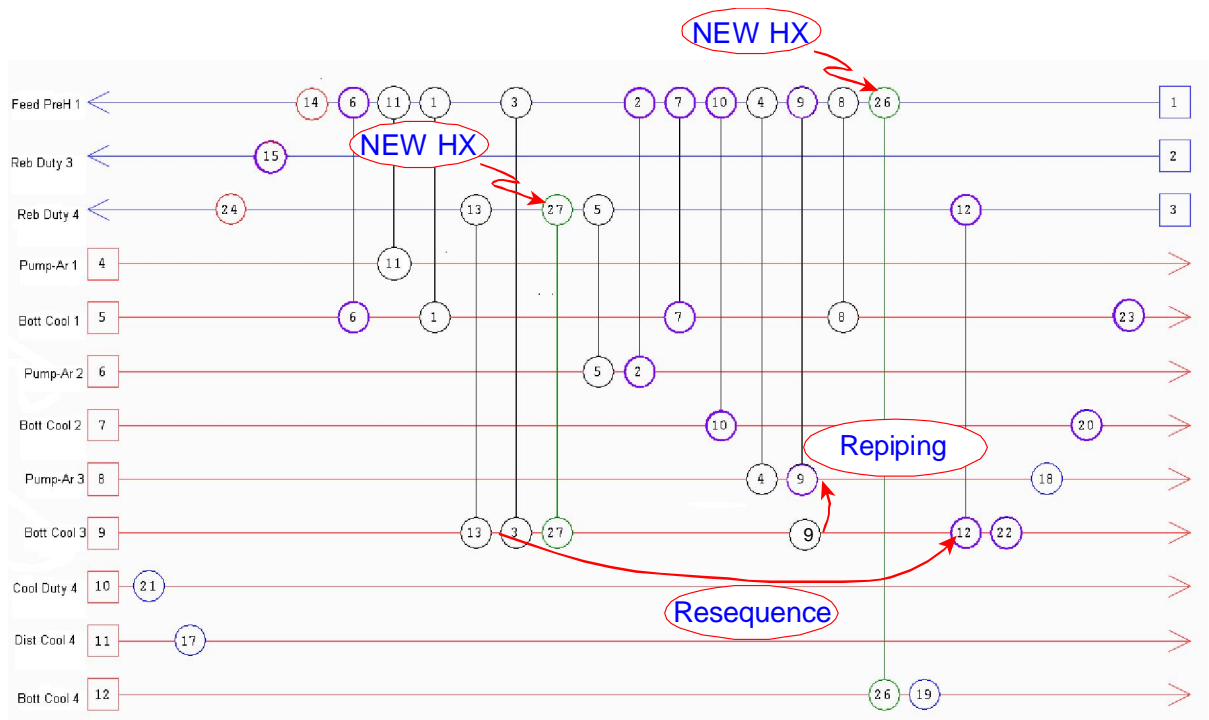 NEW HX
Feed PreH 1 14 6 11 1 3 2 7 10 4 9 8 26 1
NEW HX
Reb Duty 3 15 2
Reb Duty 4 24 13 27 5 12 3
Pump-Ar 1 4 11
Bott Cool 1 5 6 1 7 8 23
Pump-Ar 2 6 5 2
Bott Cool 2 7 10 20
Repiping
Pump-Ar 3 8 4 9 18
Bott Cool 3 9 13 3 27 9 12 22
Cool Duty 4 10 21
Resequence
Dist Cool 4 11 17
Bott Cool 4 12 26 19